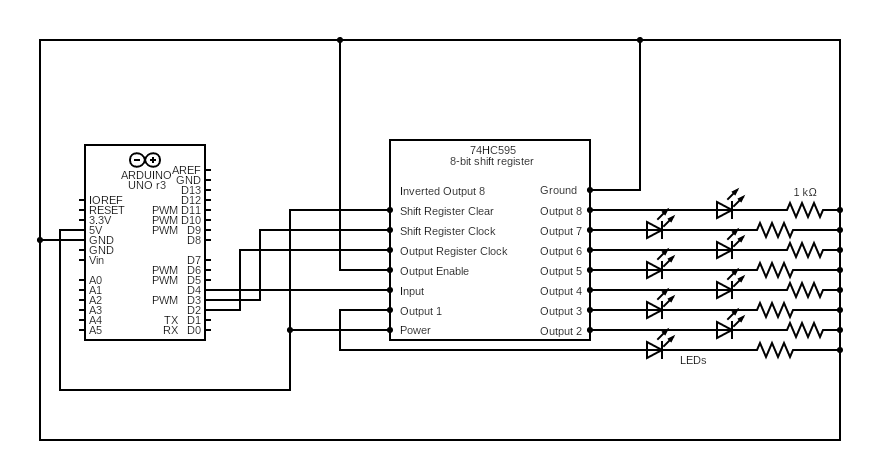 ARDUINO
UNO r3
AREF
GND
D13
IOREF D12
RESET PWM D11
3.3V PWM D10
5V PWM D9
GND D8
GND
Vin D7
PWM D6
A0 PWM D5
A1 D4
A2 PWM D3
A3 D2
A4 TX D1
A5 RX D0
74HC595
8-bit shift register
Inverted Output 8 Ground
Shift Register Clear Output 8
Shift Register Clock Output 7
Output Register Clock Output 6
Output Enable Output 5
Input Output 4
Output 1 Output 3
Power Output 2
1 kΩ
LEDs